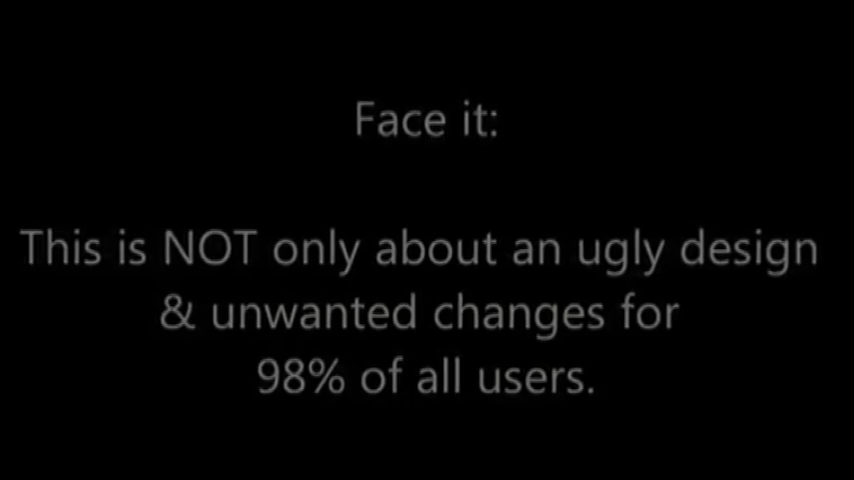 Face it:
This is NOT only about an ugly design
& unwanted changes for
98% of all users.